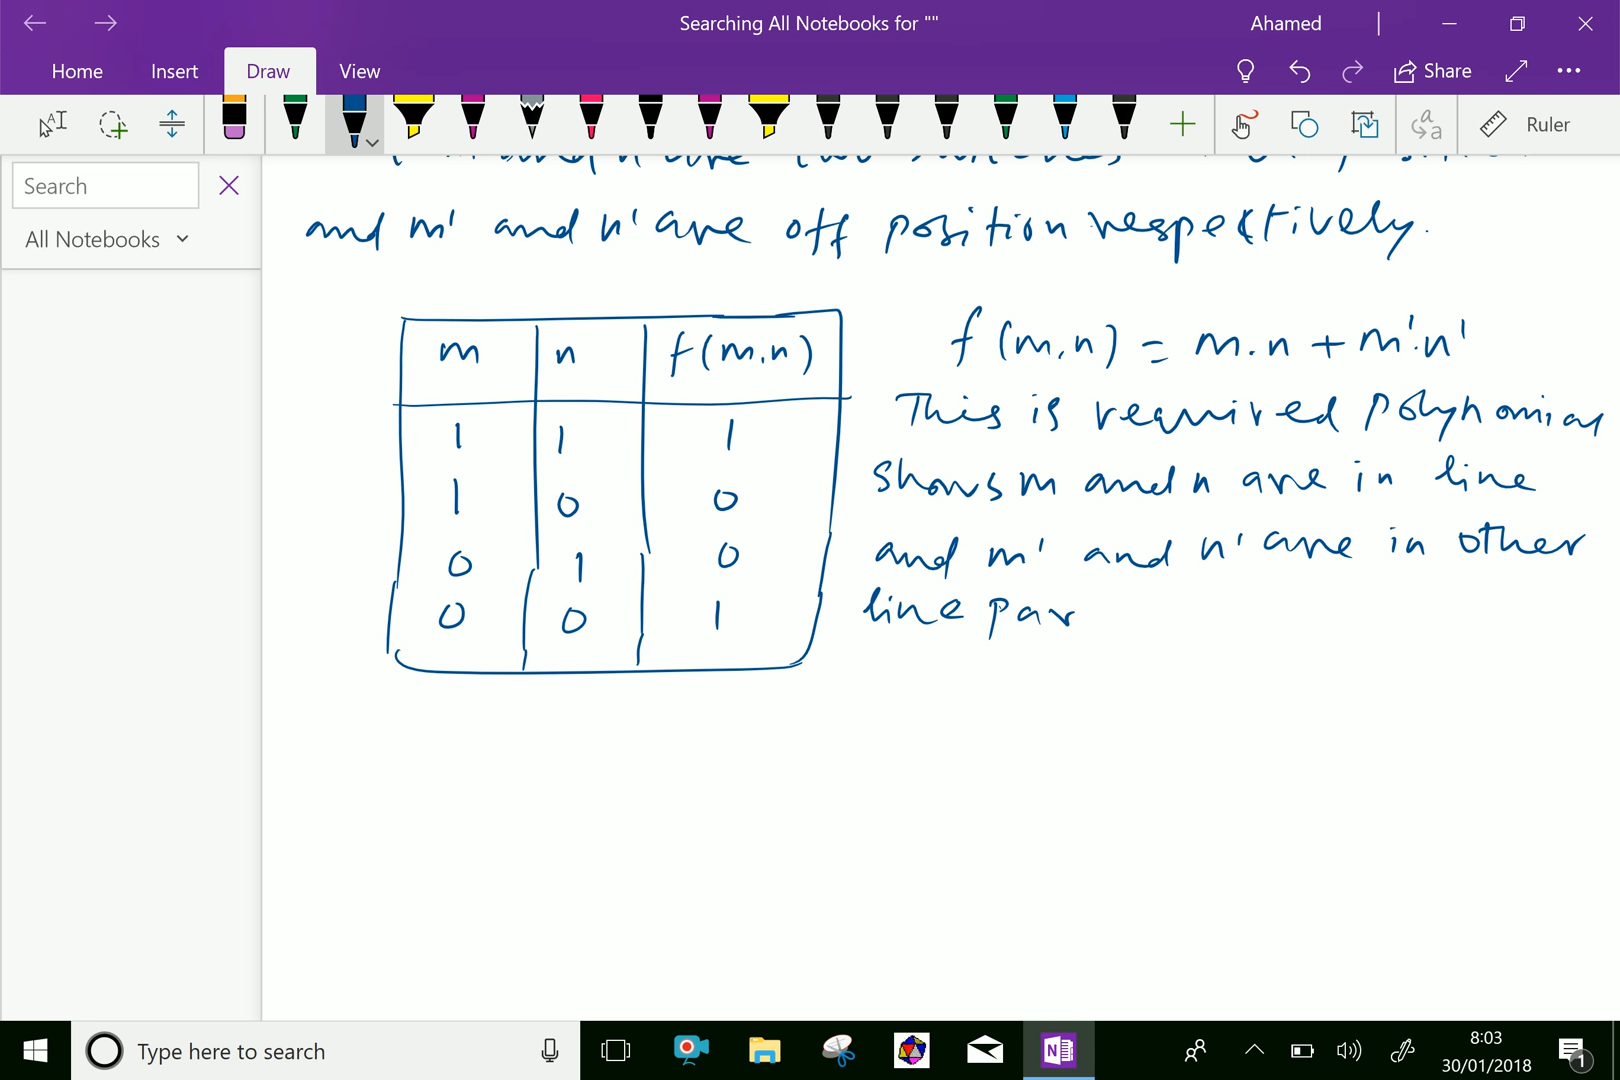 Searching All Notebooks for ""
Ahamed
Home Insert Draw View
Share
Ruler
Search
All Notebooks
and m' and n' are off position respectively.
m n f(m,n)
1 1 1
1 0 0
0 1 0
0 0 1
f(m,n) = m.n + m'.n'
This is required polynomial
shows m and n are in line
and m' and n' are in other
line par
Type here to search
8:03
30/01/2018
1